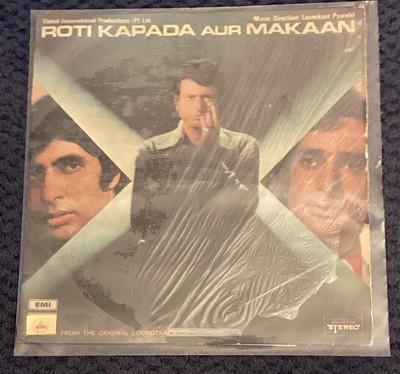 Vishal International Productions (P) Ltd.
Music Direction: Laxmikant Pyarelal
ROTI KAPADA AUR MAKAAN
EMI
FROM THE ORIGINAL SOUNDTRACK
STEREO